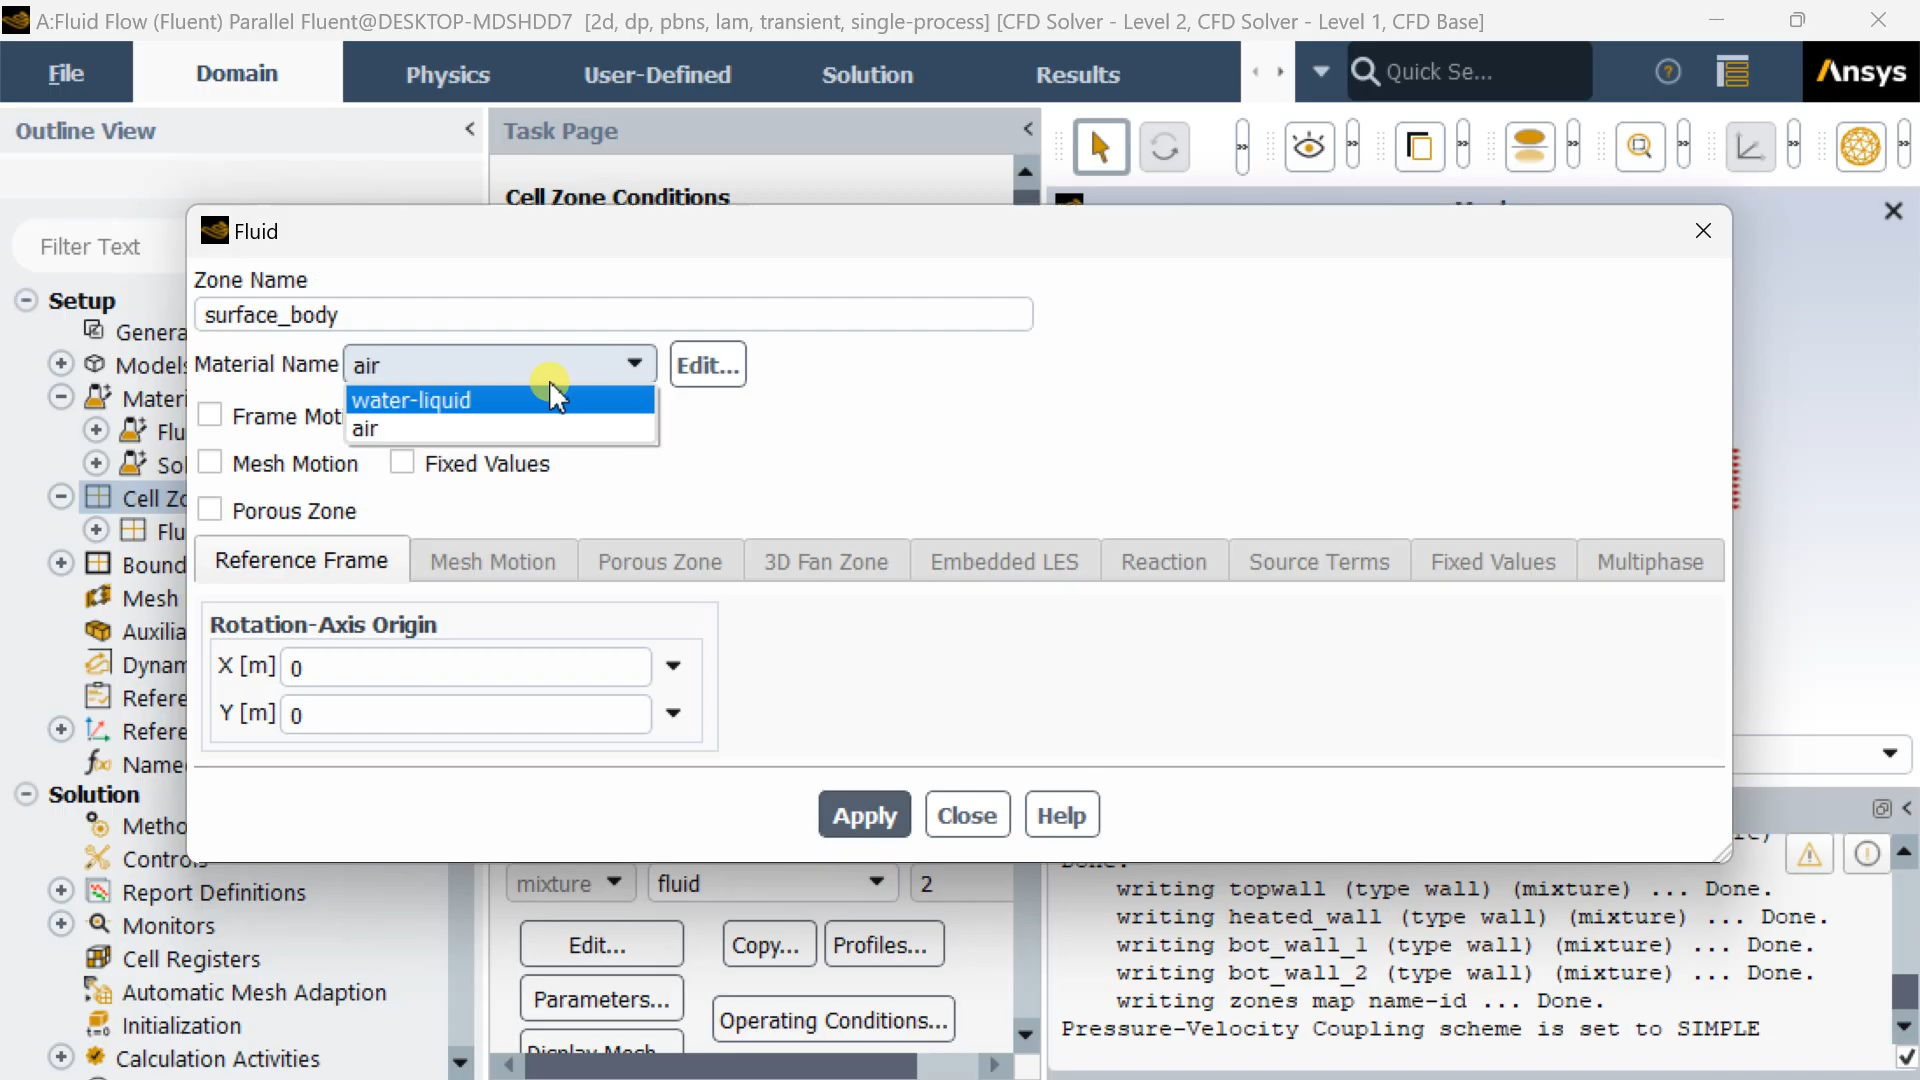 A:Fluid Flow (Fluent) Parallel Fluent@DESKTOP-MDSHDD7 [2d, dp, pbns, lam, transient, single-process] [CFD Solver - Level 2, CFD Solver - Level 1, CFD Base]
File Domain Physics User-Defined Solution Results Quick Se... Ansys
Outline View
Task Page
Cell Zone Conditions
Filter Text
Fluid
Zone Name
surface_body
Material Name air Edit...
water-liquid
air
Frame Mot
Mesh Motion Fixed Values
Porous Zone
Reference Frame Mesh Motion Porous Zone 3D Fan Zone Embedded LES Reaction Source Terms Fixed Values Multiphase
Rotation-Axis Origin
X [m] 0
Y [m] 0
Apply Close Help
Setup
Genera
Models
Materi
Flu
Sol
Cell Zo
Flu
Bound
Mesh
Auxilia
Dynam
Refere
Refere
Name
Solution
Metho
Controls
Report Definitions
Monitors
Cell Registers
Automatic Mesh Adaption
Initialization
Calculation Activities
mixture fluid 2
Edit... Copy... Profiles...
Parameters... Operating Conditions...
Display Mesh
Done.
writing topwall (type wall) (mixture) ... Done.
writing heated_wall (type wall) (mixture) ... Done.
writing bot_wall_1 (type wall) (mixture) ... Done.
writing bot_wall_2 (type wall) (mixture) ... Done.
writing zones map name-id ... Done.
Pressure-Velocity Coupling scheme is set to SIMPLE